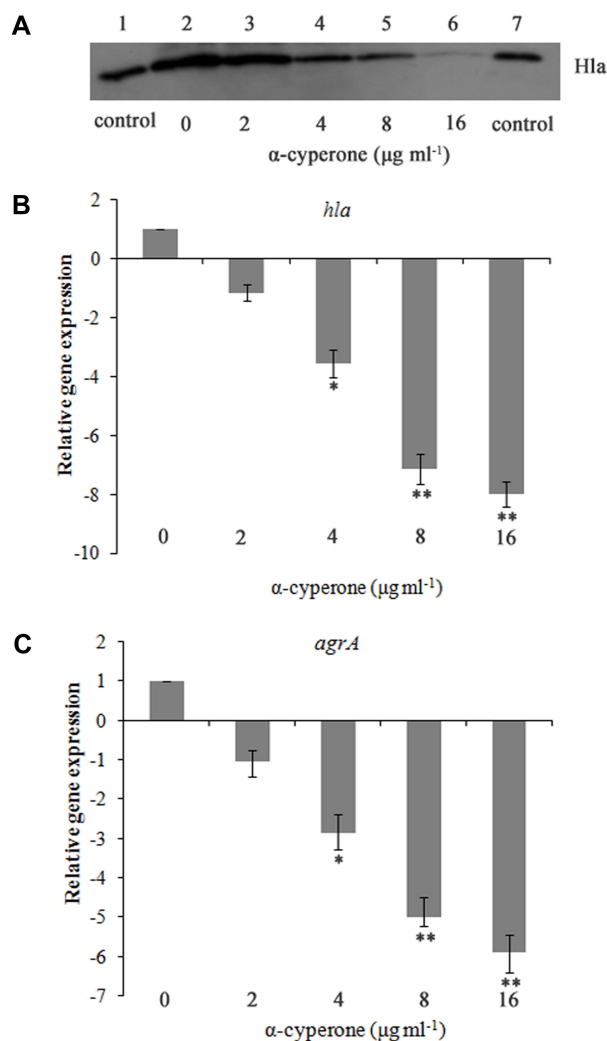 A
1 2 3 4 5 6 7
Hla
control 0 2 4 8 16 control
α-cyperone (µg ml-1)
B
hla
Relative gene expression
2
0
-2
-4
-6
-8
-10
*
**
**
0 2 4 8 16
α-cyperone (µg ml-1)
C
agrA
Relative gene expression
2
1
0
-1
-2
-3
-4
-5
-6
-7
*
**
**
0 2 4 8 16
α-cyperone (µg ml-1)